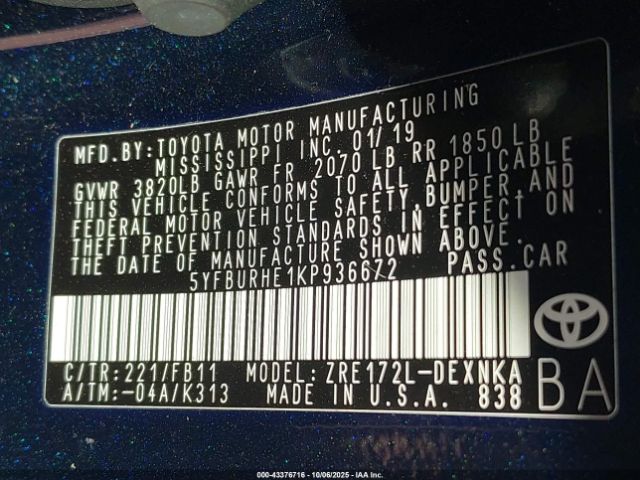 MFD.BY:TOYOTA MOTOR MANUFACTURING
MISSISSIPPI INC. 01/19
GVWR 3820LB GAWR FR 2070 LB RR 1850 LB
THIS VEHICLE CONFORMS TO ALL APPLICABLE
FEDERAL MOTOR VEHICLE SAFETY,BUMPER,AND
THEFT PREVENTION STANDARDS IN EFFECT ON
THE DATE OF MANUFACTURE SHOWN ABOVE.
5YFBURHE1KP936672 PASS.CAR
C/TR:221/FB11 MODEL:ZRE172L-DEXNKA
A/TM:-04A/K313 MADE IN U.S.A. 838
BA
000-43376716 - 10/06/2025 - IAA Inc.